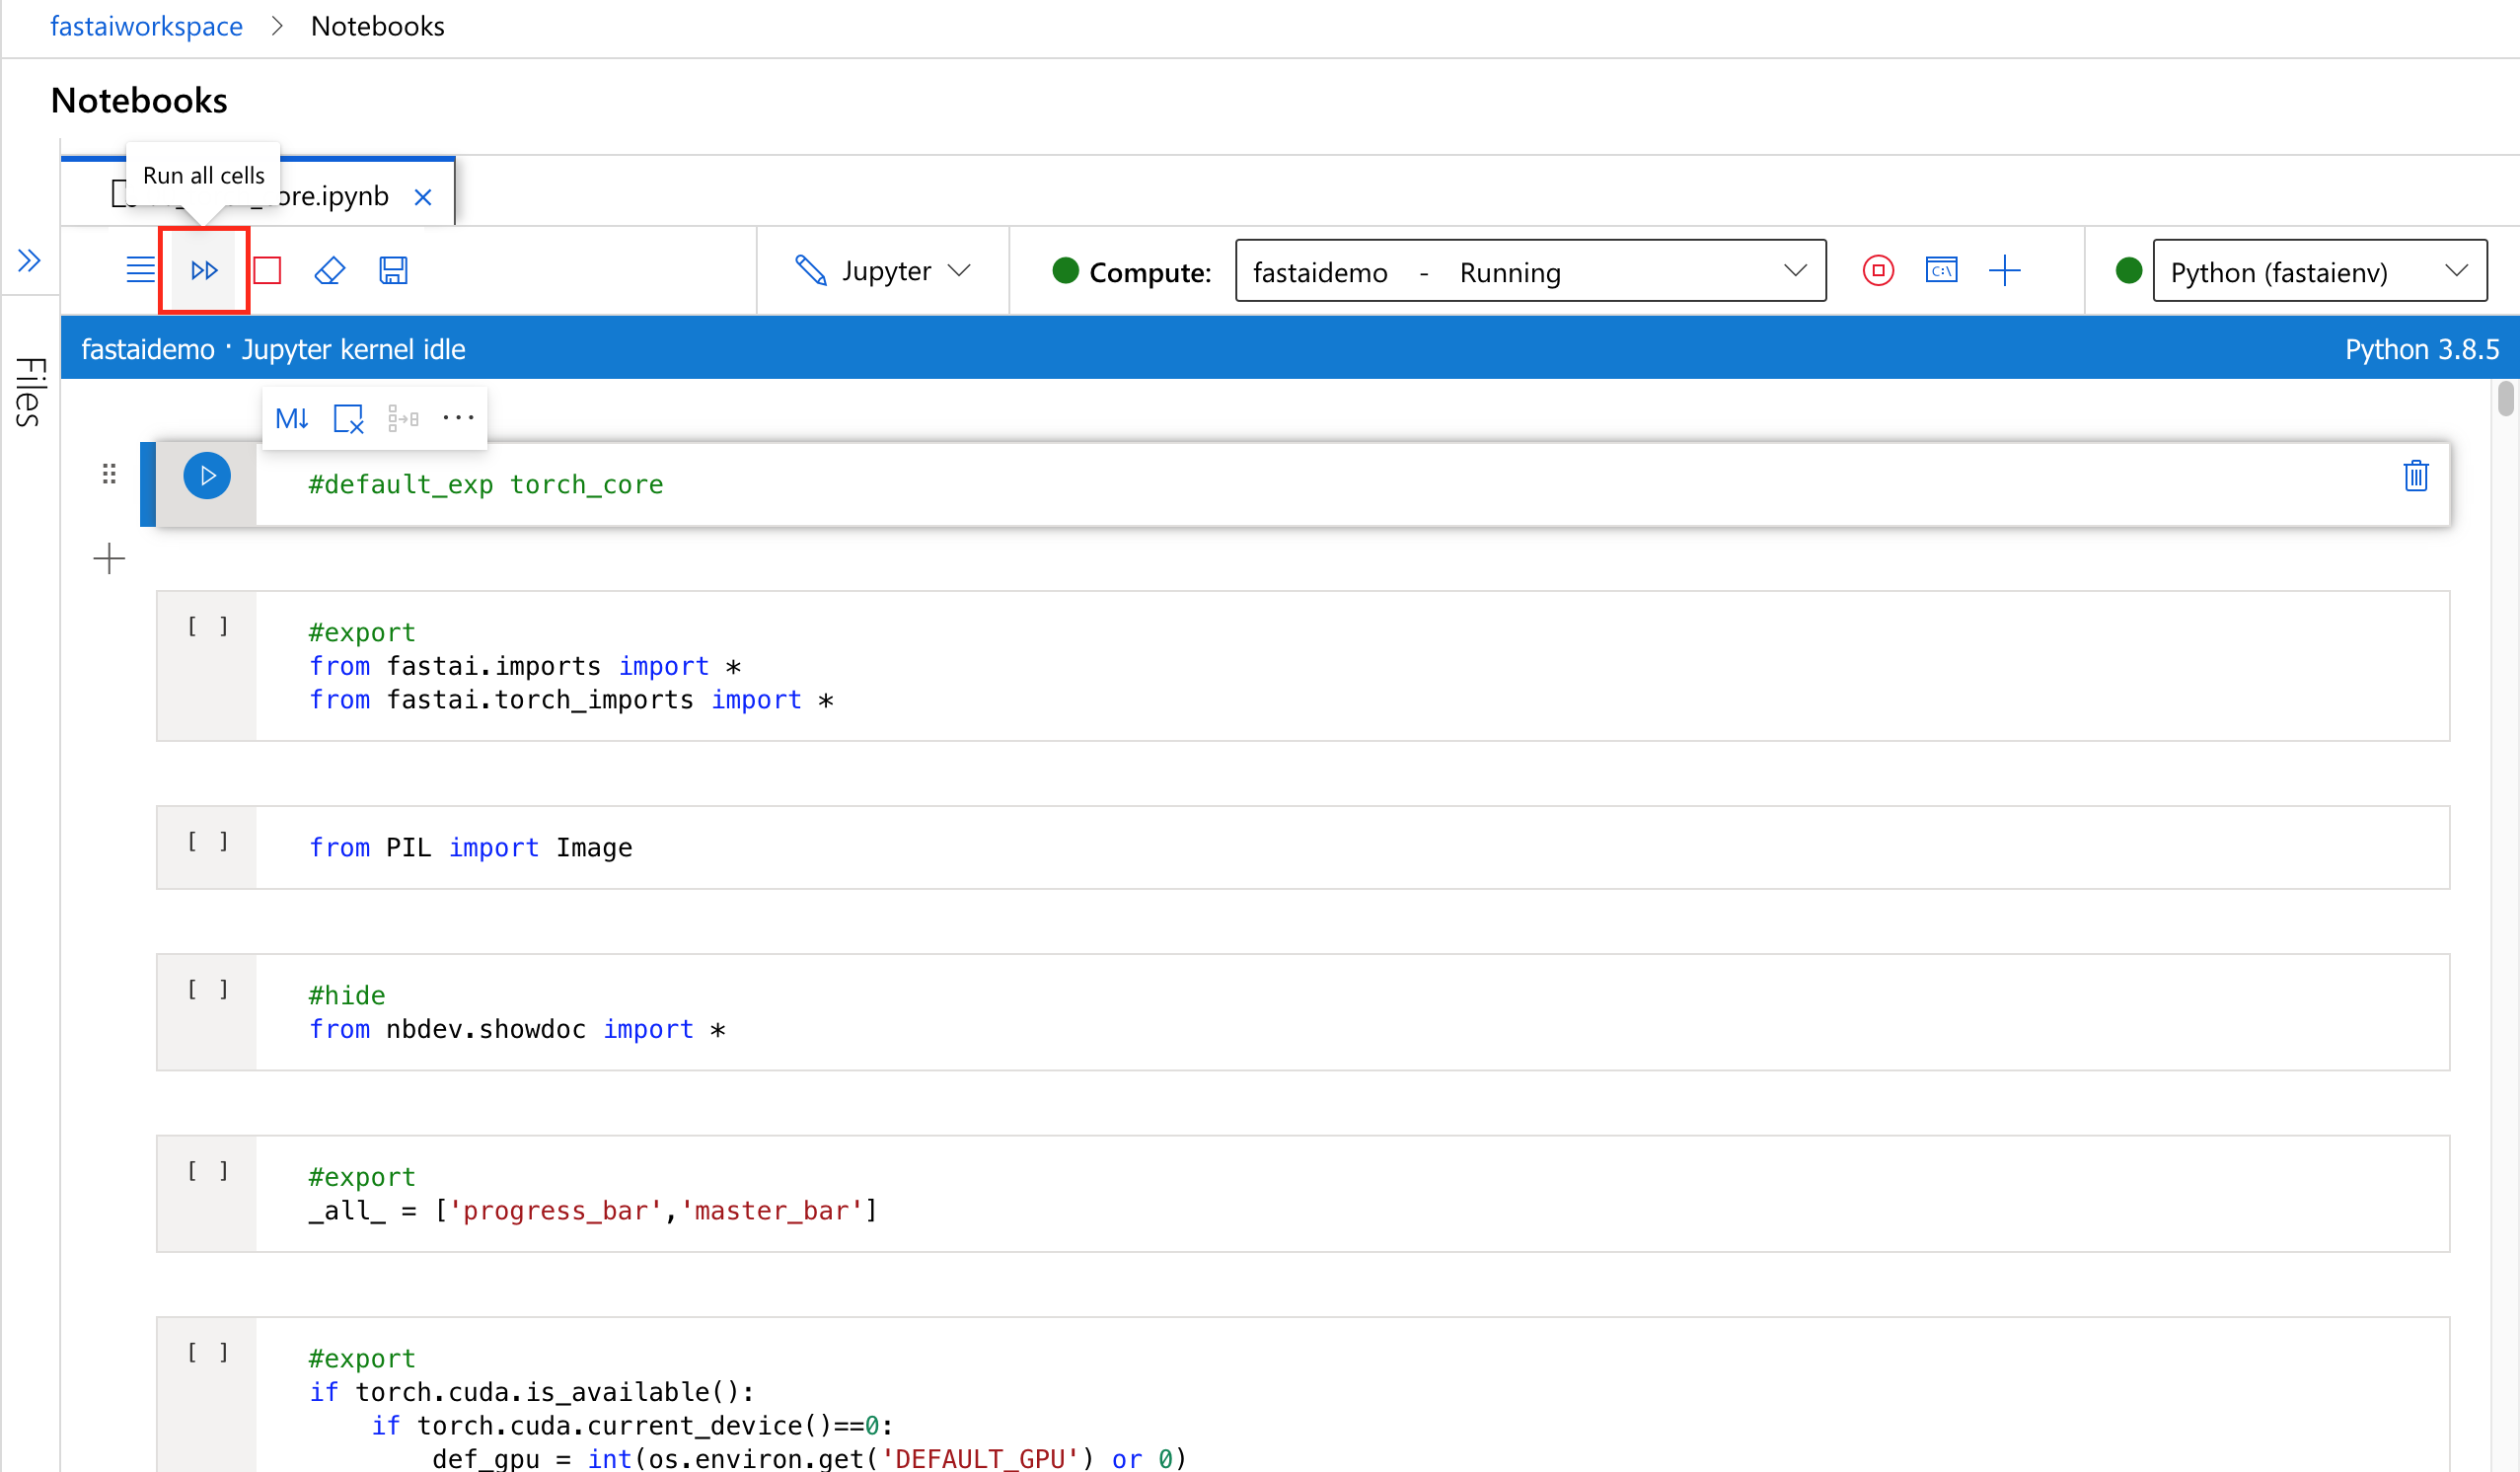 fastaiworkspace > Notebooks
Notebooks
Run all cells
ore.ipynb
Jupyter
Compute:
fastaidemo - Running
C:\
Python (fastaienv)
Files
fastaidemo · Jupyter kernel idle
Python 3.8.5
M↓
#default_exp torch_core
[ ]
#export
from fastai.imports import *
from fastai.torch_imports import *
[ ]
from PIL import Image
[ ]
#hide
from nbdev.showdoc import *
[ ]
#export
_all_ = ['progress_bar','master_bar']
[ ]
#export
if torch.cuda.is_available():
    if torch.cuda.current_device()==0:
        def_gpu = int(os.environ.get('DEFAULT_GPU') or 0)